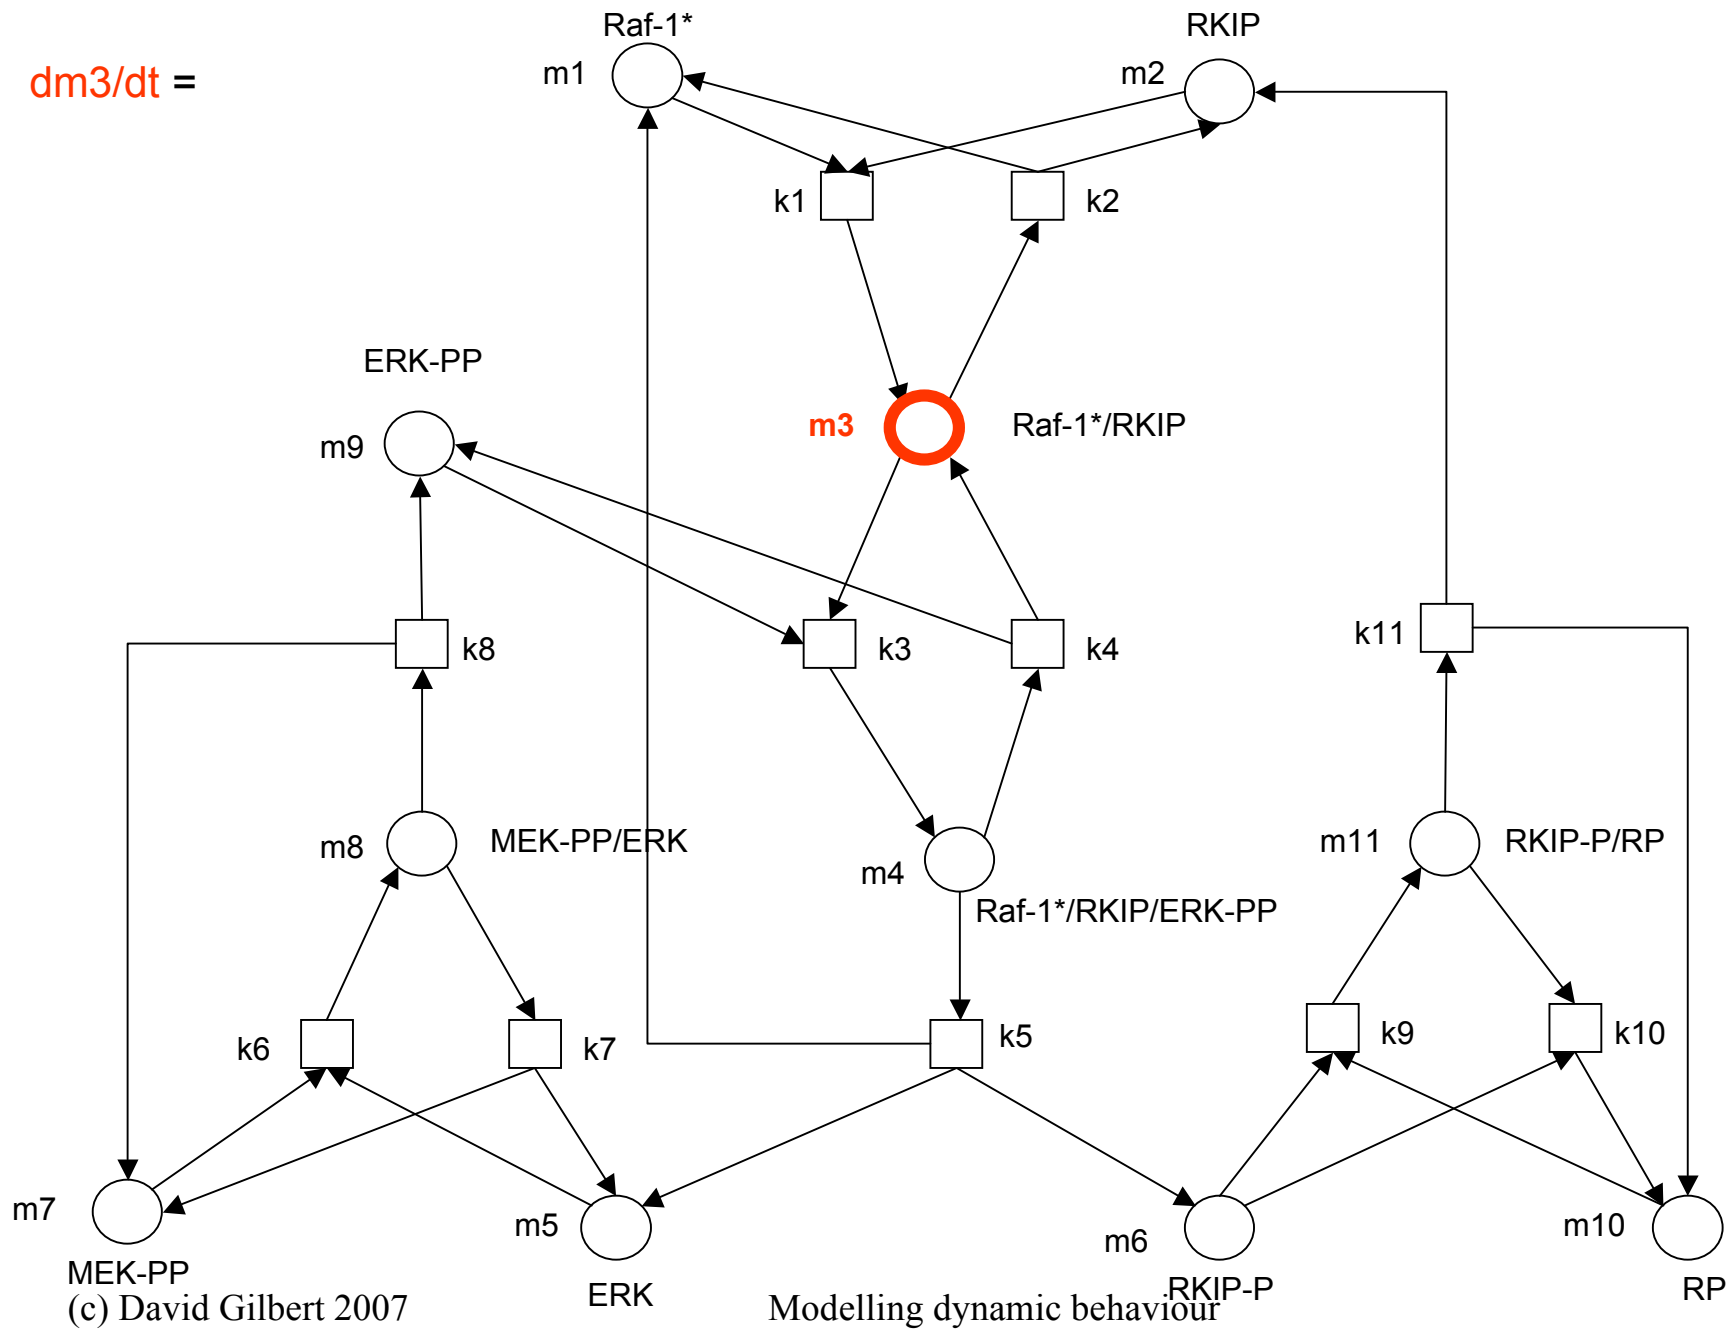 Raf-1*
RKIP
dm3/dt =
m1
m2
k1
k2
ERK-PP
m3
Raf-1*/RKIP
m9
k8
k3
k4
k11
m8
MEK-PP/ERK
m4
m11
RKIP-P/RP
Raf-1*/RKIP/ERK-PP
k6
k7
k5
k9
k10
m7
m5
m6
m10
MEK-PP
ERK
RKIP-P
RP
(c) David Gilbert 2007
Modelling dynamic behaviour